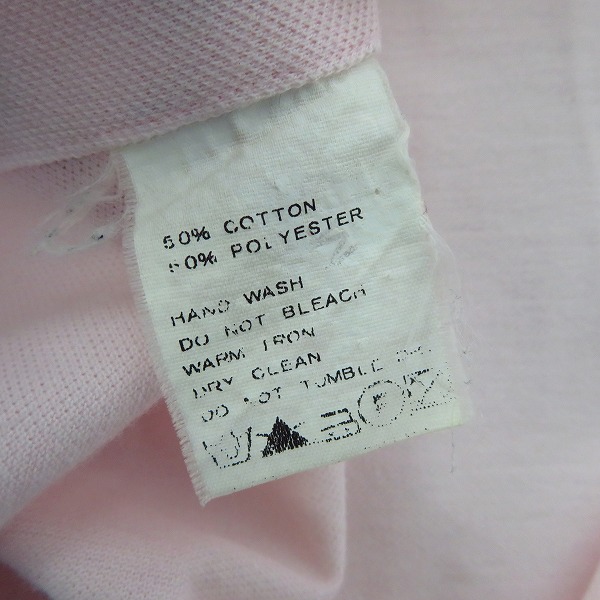 50% COTTON
50% POLYESTER
HAND WASH
DO NOT BLEACH
WARM IRON
DRY CLEAN
DO NOT TUMBLE